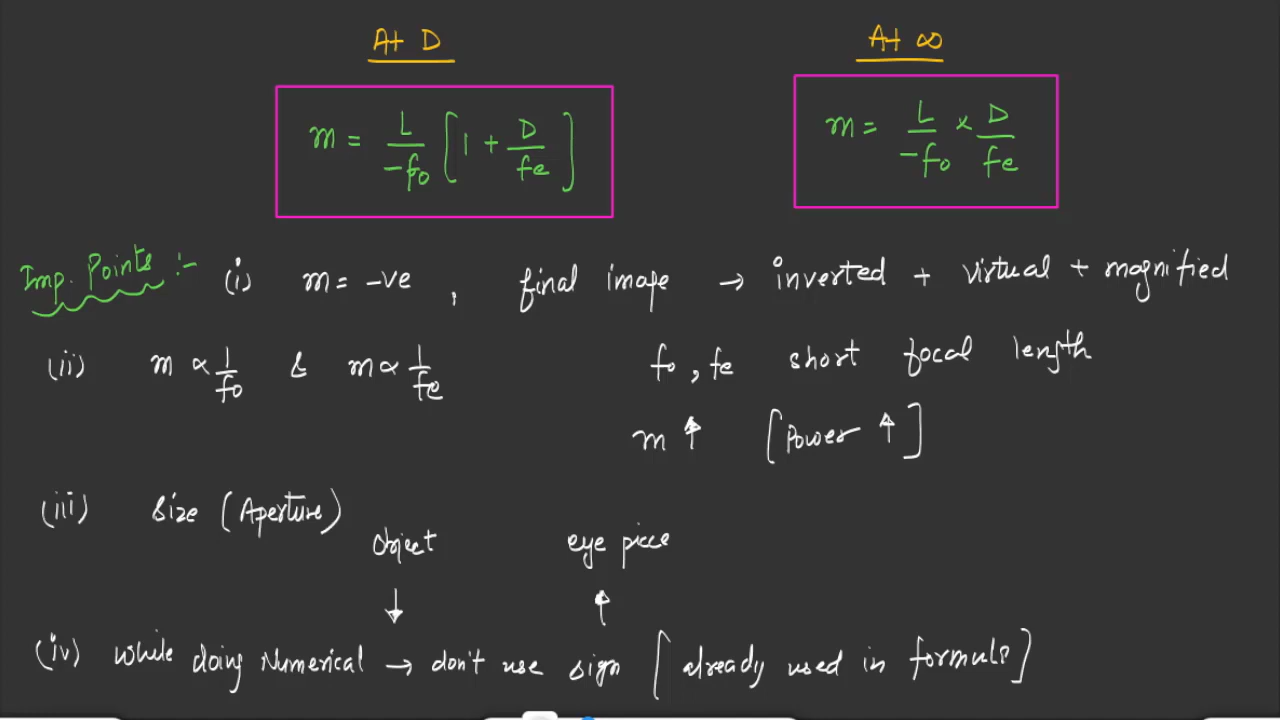 At D
At ∞
m = L/-fo [1 + D/fe]
m = L/-fo × D/fe
Imp. Points :- (i) m = -ve , final image → inverted + virtual + magnified
(ii) m ∝ 1/fo & m ∝ 1/fe fo , fe short focal length
m ↑ [Power ↑]
(iii) Size (Aperture)
Object eye piece
↓ ↑
(iv) While doing Numerical → don't use sign [already used in formula]